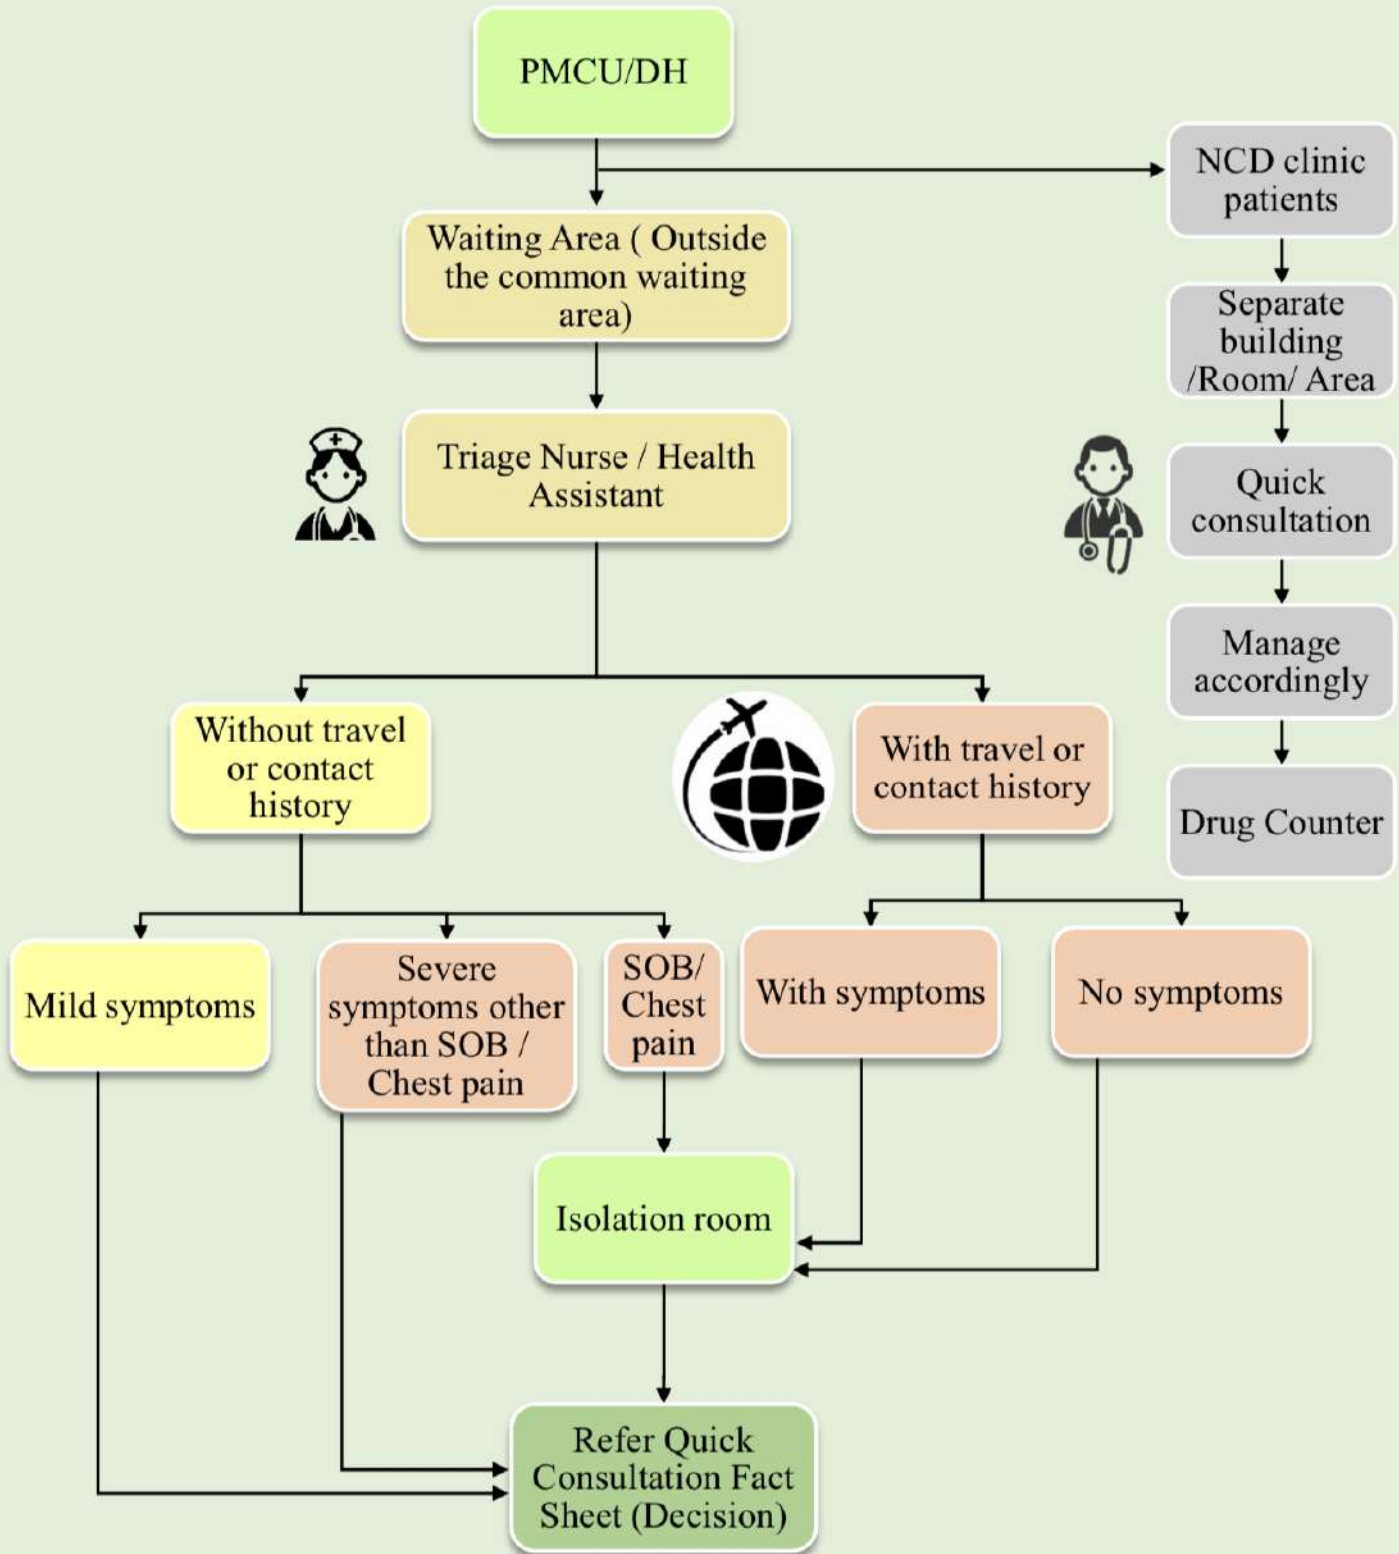 PMCU/DH
NCD clinic
patients
Waiting Area ( Outside
the common waiting
area)
Separate
building
/Room/ Area
Triage Nurse / Health
Assistant
Quick
consultation
Manage
accordingly
Drug Counter
Without travel
or contact
history
With travel or
contact history
Mild symptoms
Severe
symptoms other
than SOB /
Chest pain
SOB/
Chest
pain
With symptoms
No symptoms
Isolation room
Refer Quick
Consultation Fact
Sheet (Decision)